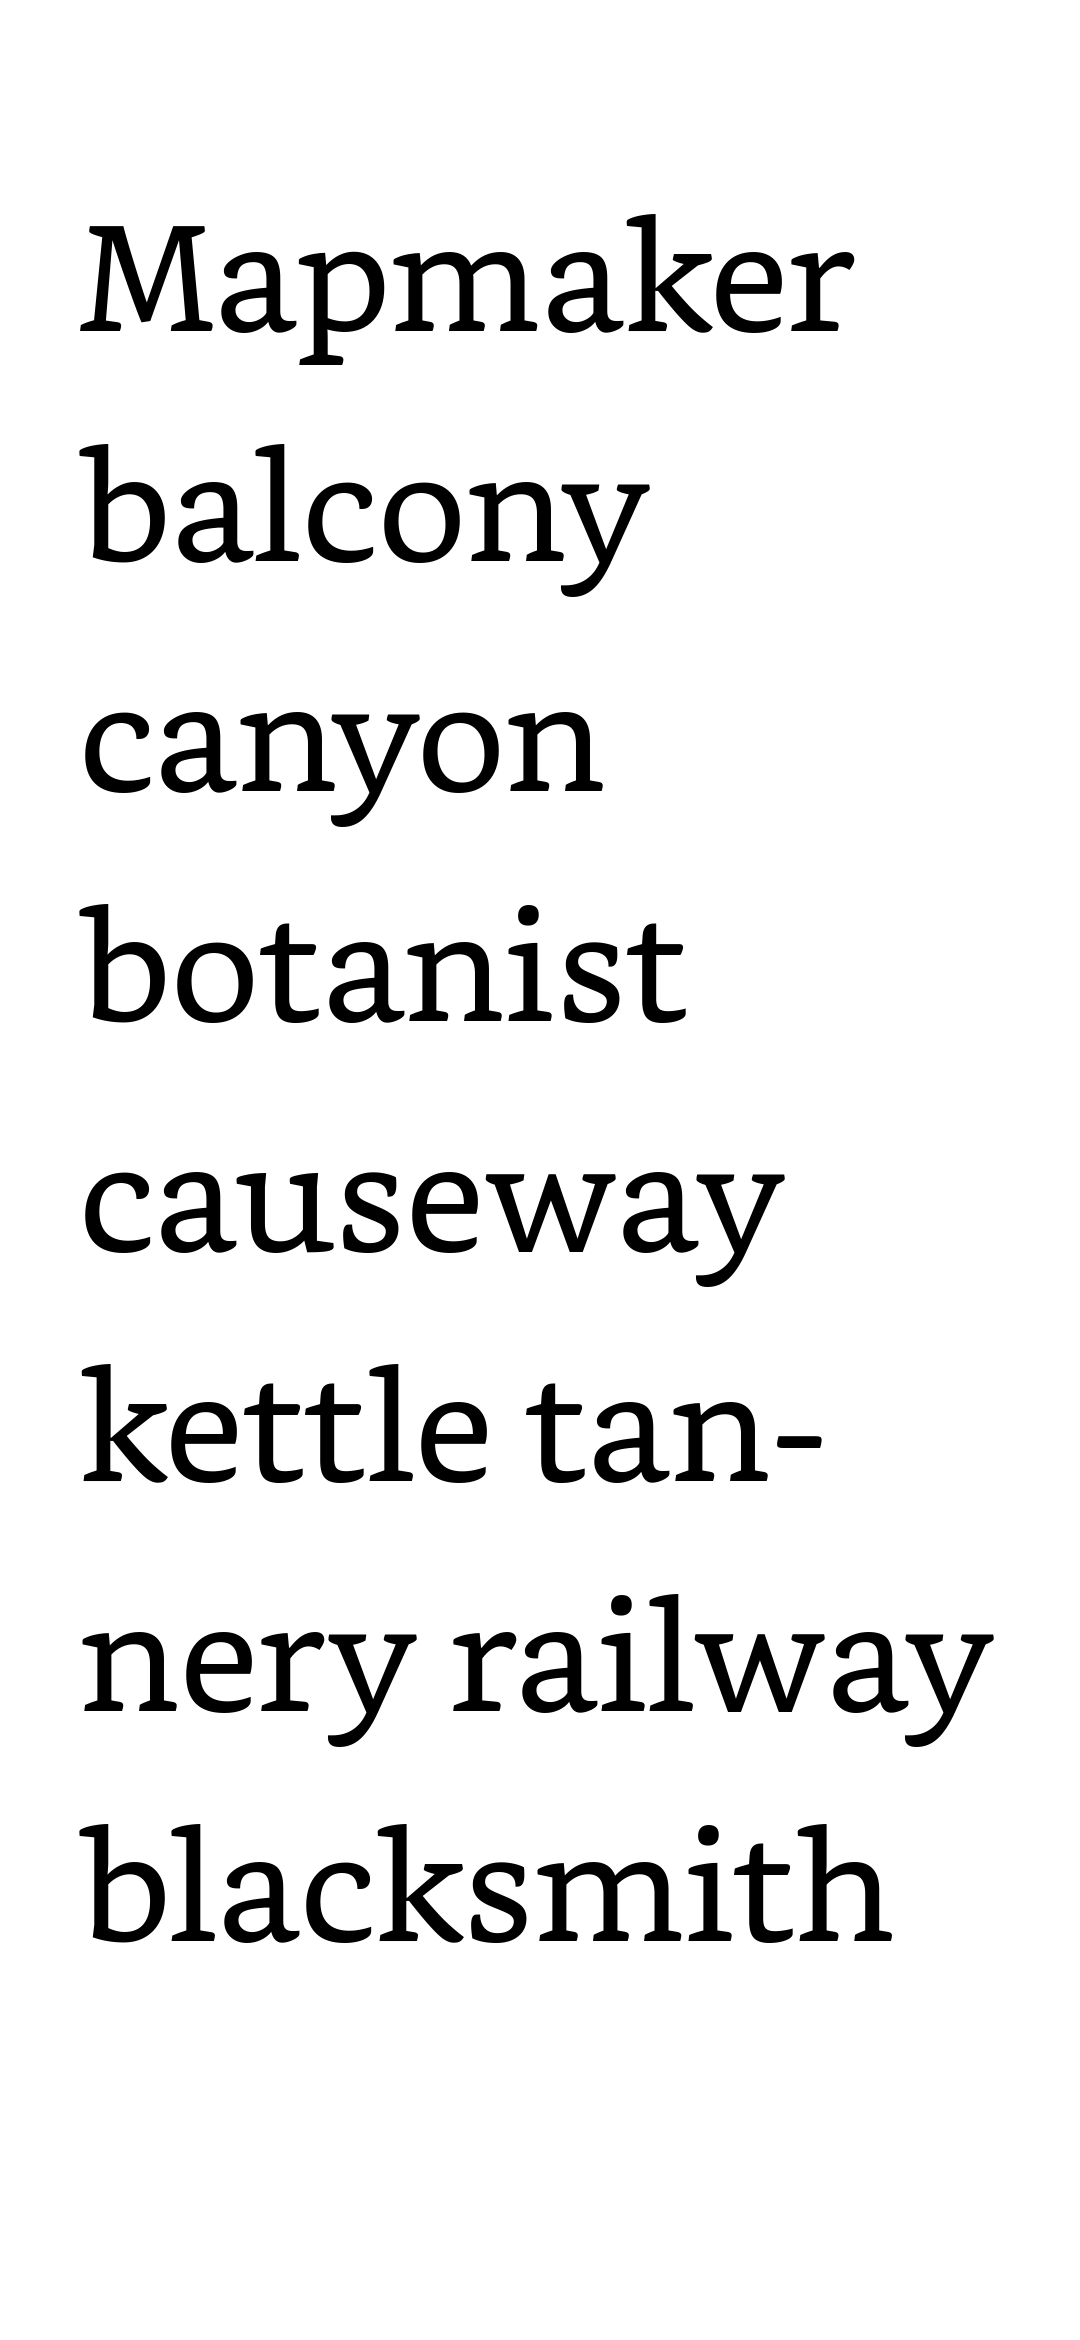 Mapmaker
balcony
canyon
botanist
causeway
kettle tan-
nery railway
blacksmith